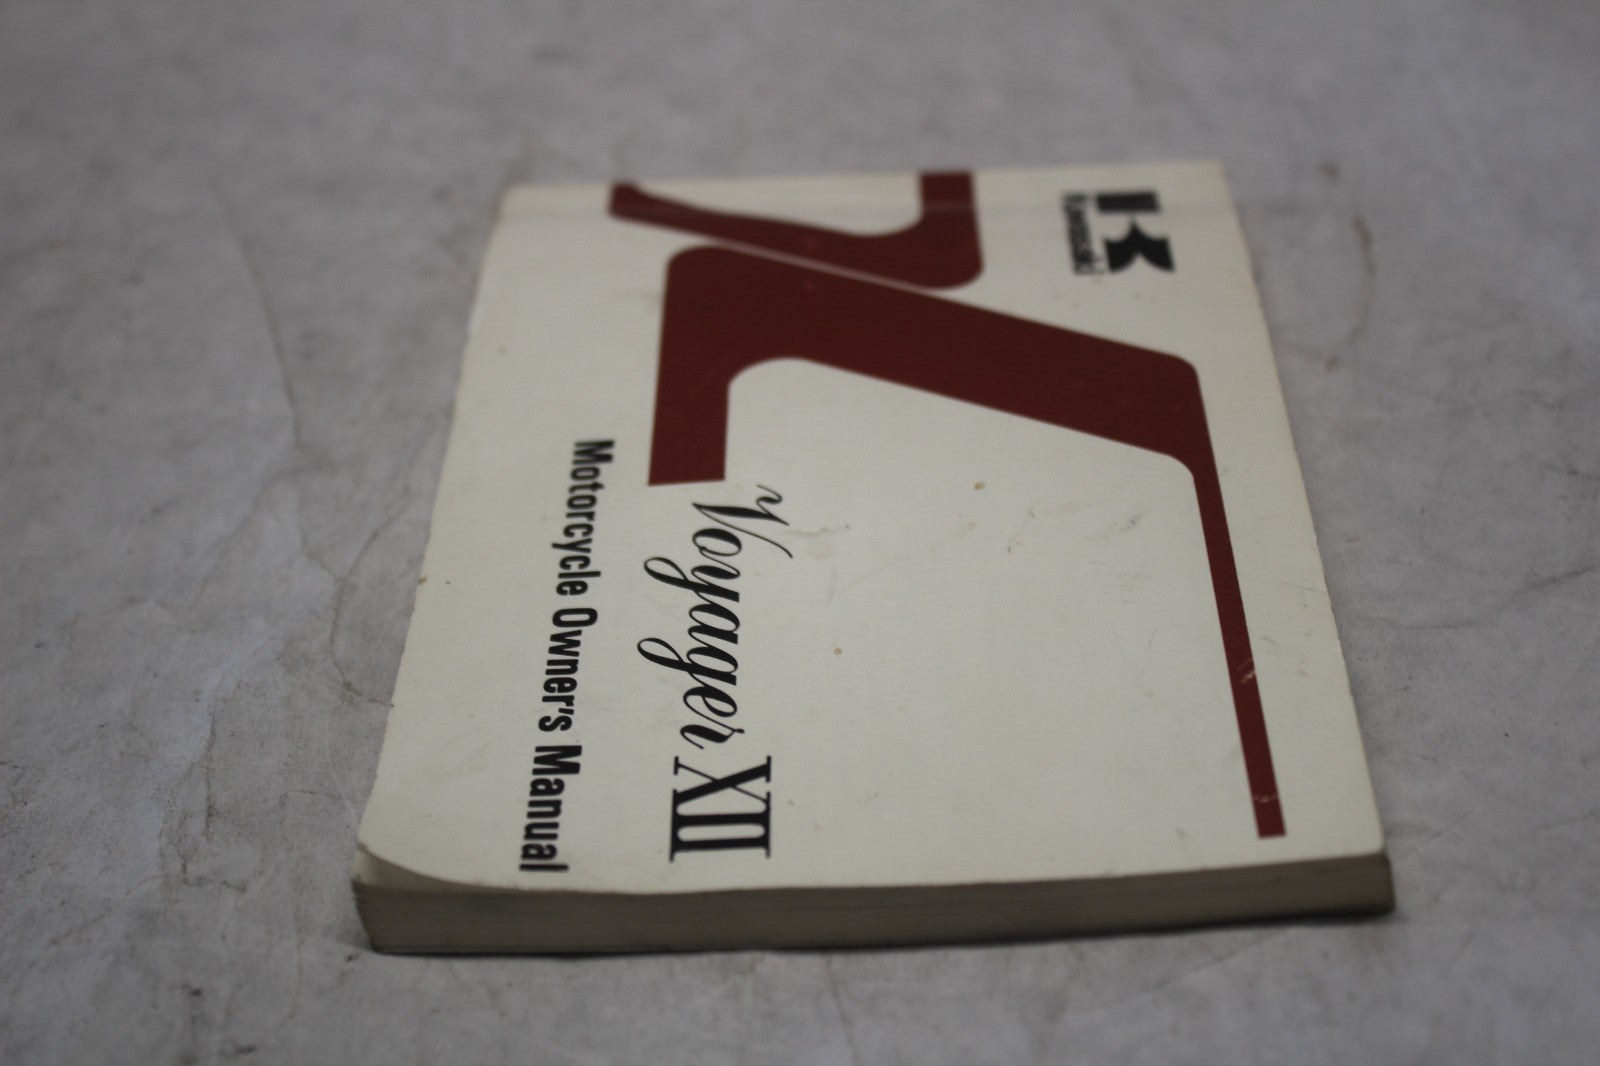 Kawasaki
Voyager XII
Motorcycle Owner's Manual